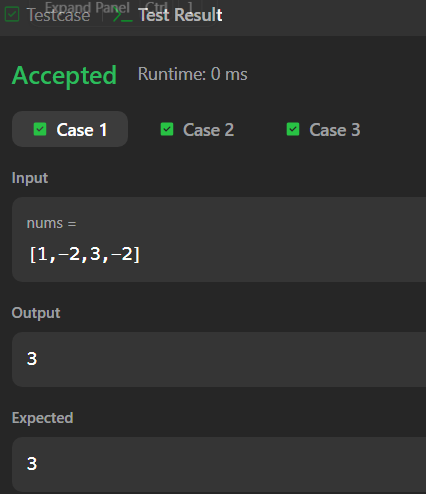 Expand Panel Ctrl ]
Testcase Test Result
Accepted Runtime: 0 ms
Case 1 Case 2 Case 3
Input
nums =
[1,-2,3,-2]
Output
3
Expected
3